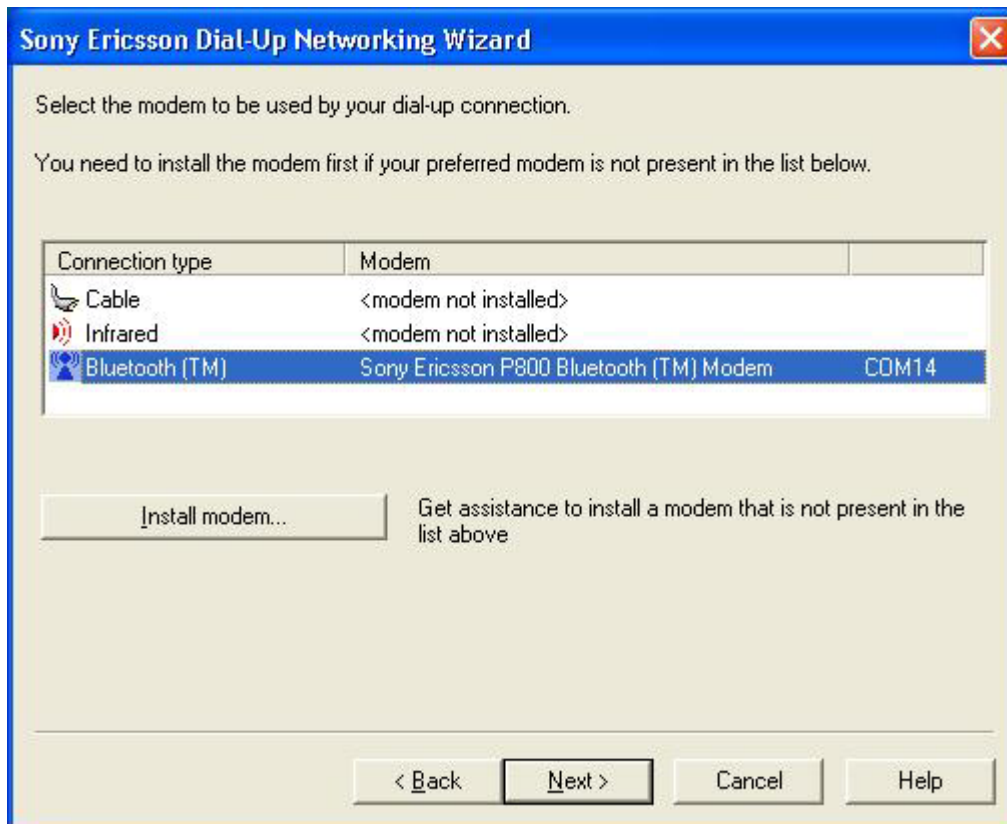 Sony Ericsson Dial-Up Networking Wizard
Select the modem to be used by your dial-up connection.
You need to install the modem first if your preferred modem is not present in the list below.
Connection type Modem
Cable <modem not installed>
Infrared <modem not installed>
Bluetooth (TM) Sony Ericsson P800 Bluetooth (TM) Modem COM14
Install modem... Get assistance to install a modem that is not present in the
list above
< Back Next > Cancel Help